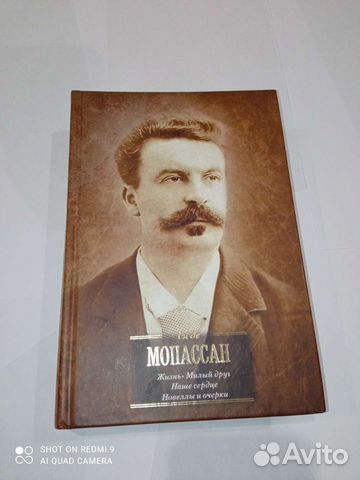 Ги де
МОПАССАН
Жизнь • Милый друг
Наше сердце
Новеллы и очерки
SHOT ON REDMI 9
AI QUAD CAMERA
Avito